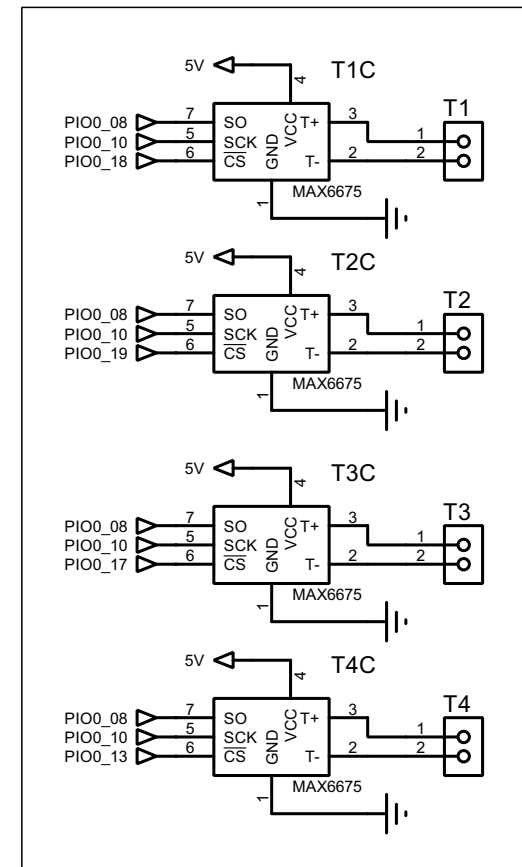 5V 4 T1C
PIO0_08 7 SO VCC T+ 3 T1
PIO0_10 5 SCK GND 1
PIO0_18 6 CS T- 2 2
1 MAX6675
5V 4 T2C
PIO0_08 7 SO VCC T+ 3 T2
PIO0_10 5 SCK GND 1
PIO0_19 6 CS T- 2 2
1 MAX6675
5V 4 T3C
PIO0_08 7 SO VCC T+ 3 T3
PIO0_10 5 SCK GND 1
PIO0_17 6 CS T- 2 2
1 MAX6675
5V 4 T4C
PIO0_08 7 SO VCC T+ 3 T4
PIO0_10 5 SCK GND 1
PIO0_13 6 CS T- 2 2
1 MAX6675